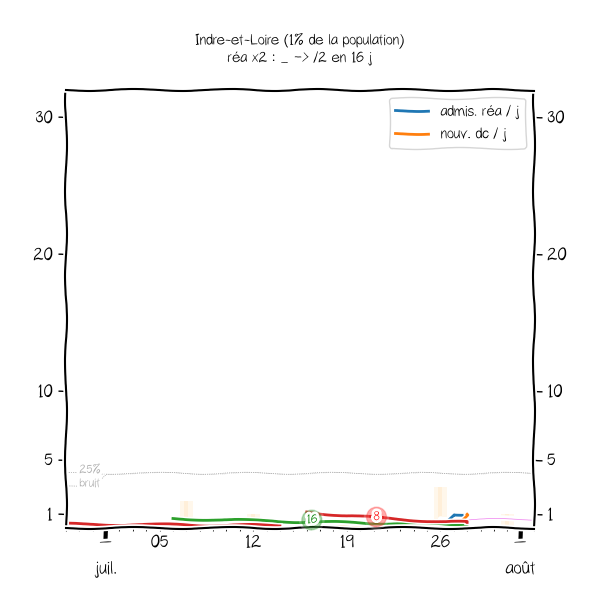 Indre-et-Loire (1% de la population)
réa x2 : _ -> /2 en 16 j
admis. réa / j
nouv. dc / j
30
30
20
20
10
10
5
5
25%
bruit
1
1
16
8
05
12
19
26
juil.
août